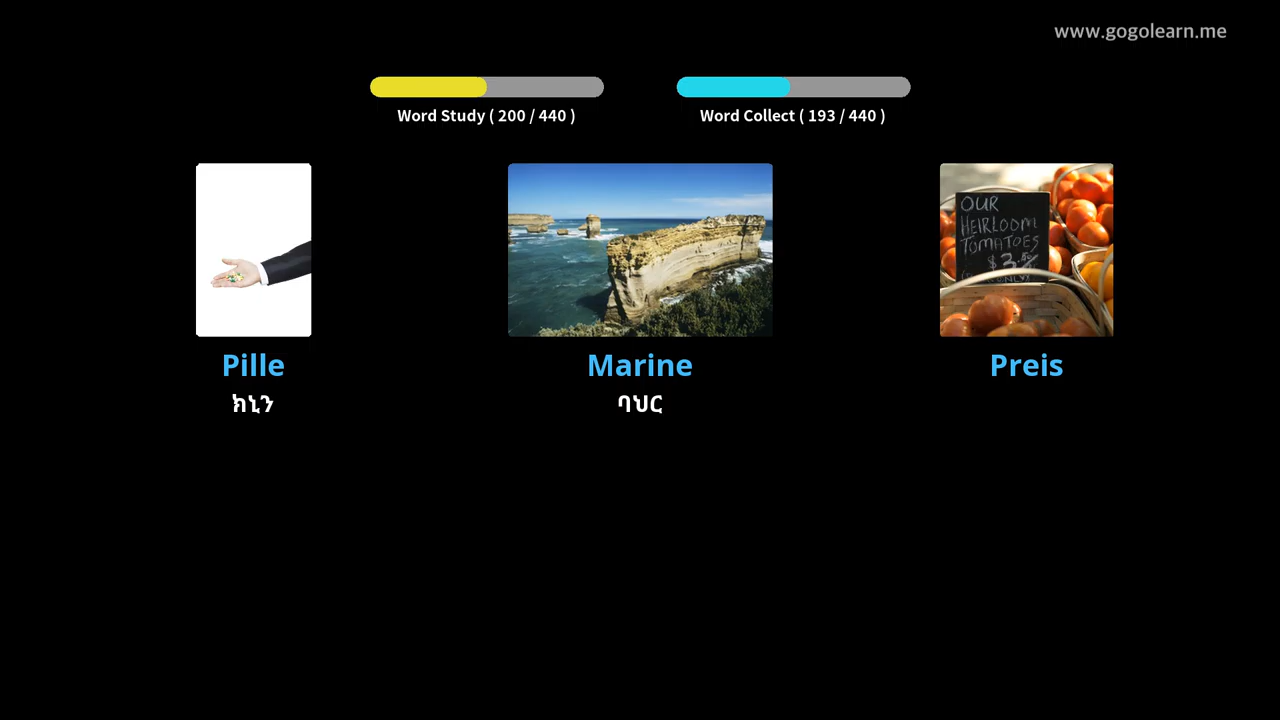 www.gogolearn.me
Word Study ( 200 / 440 )
Word Collect ( 193 / 440 )
OUR
HEIRLOOM
TOMATOES
$3.
Pille
Marine
Preis
ክኒን
ባህር